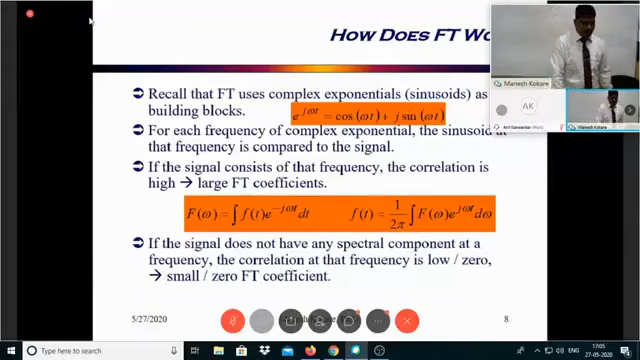 How Does FT Wo
Manesh Kokare
➲ Recall that FT uses complex exponentials (sinusoids) as
building blocks.
e^{jωt} = cos(ωt) + j sin(ωt)
➲ For each frequency of complex exponential, the sinusoid at
that frequency is compared to the signal.
➲ If the signal consists of that frequency, the correlation is
high → large FT coefficients.
F(ω) = ∫ f(t)e^{-jωt} dt
f(t) = 1/2π ∫ F(ω)e^{jωt} dω
➲ If the signal does not have any spectral component at a
frequency, the correlation at that frequency is low / zero,
→ small / zero FT coefficient.
AK
Manesh Kokare
5/27/2020
8
Type here to search
ENG
17:05
27-05-2020